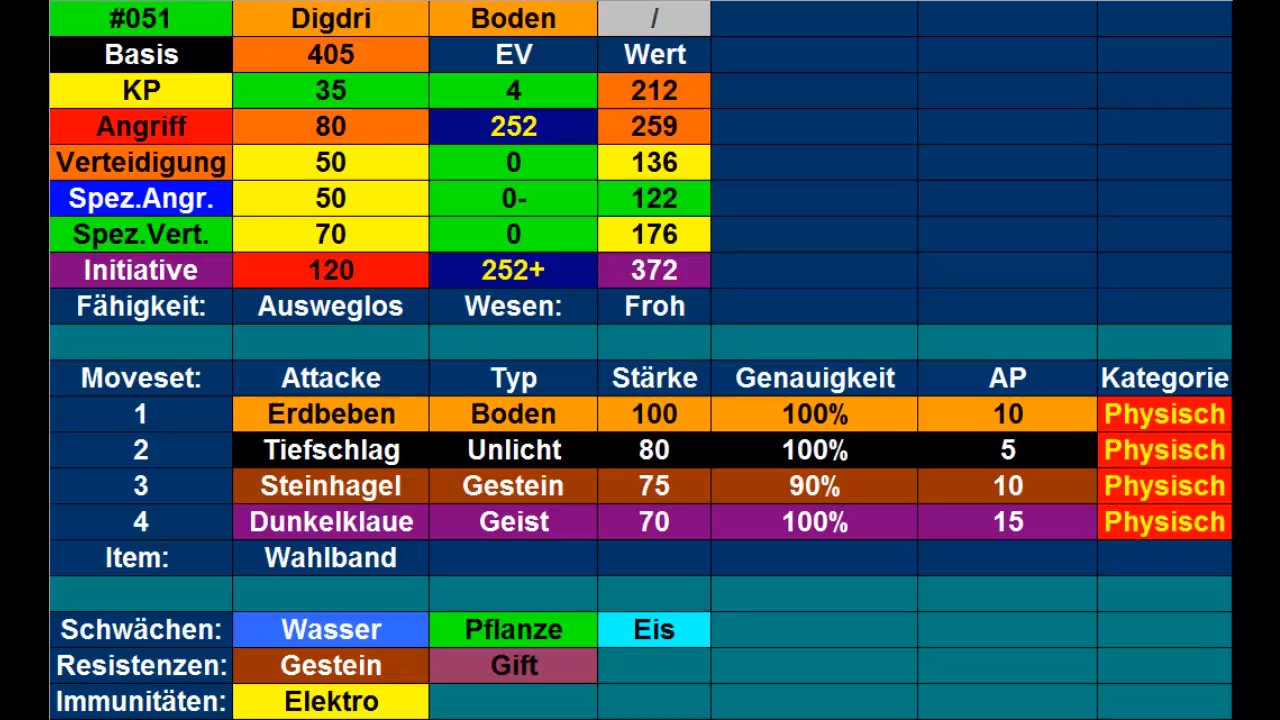 #051 Digdri Boden /
Basis 405 EV Wert
KP 35 4 212
Angriff 80 252 259
Verteidigung 50 0 136
Spez.Angr. 50 0- 122
Spez.Vert. 70 0 176
Initiative 120 252+ 372
Fähigkeit: Ausweglos Wesen: Froh
Moveset: Attacke Typ Stärke Genauigkeit AP Kategorie
1 Erdbeben Boden 100 100% 10 Physisch
2 Tiefschlag Unlicht 80 100% 5 Physisch
3 Steinhagel Gestein 75 90% 10 Physisch
4 Dunkelklaue Geist 70 100% 15 Physisch
Item: Wahlband
Schwächen: Wasser Pflanze Eis
Resistenzen: Gestein Gift
Immunitäten: Elektro